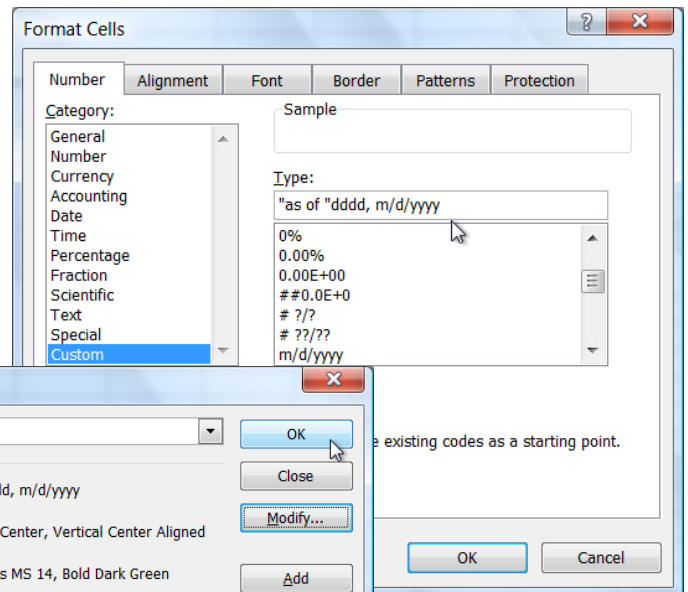 Format Cells
?
Number Alignment Font Border Patterns Protection
Category:
General
Number
Currency
Accounting
Date
Time
Percentage
Fraction
Scientific
Text
Special
Custom
Sample
Type:
"as of "dddd, m/d/yyyy
0%
0.00%
0.00E+00
##0.0E+0
# ?/?
# ??/??
m/d/yyyy
existing codes as a starting point.
OK
Cancel
OK
Close
Modify...
Add
m/d/yyyy
Center, Vertical Center Aligned
MS 14, Bold Dark Green